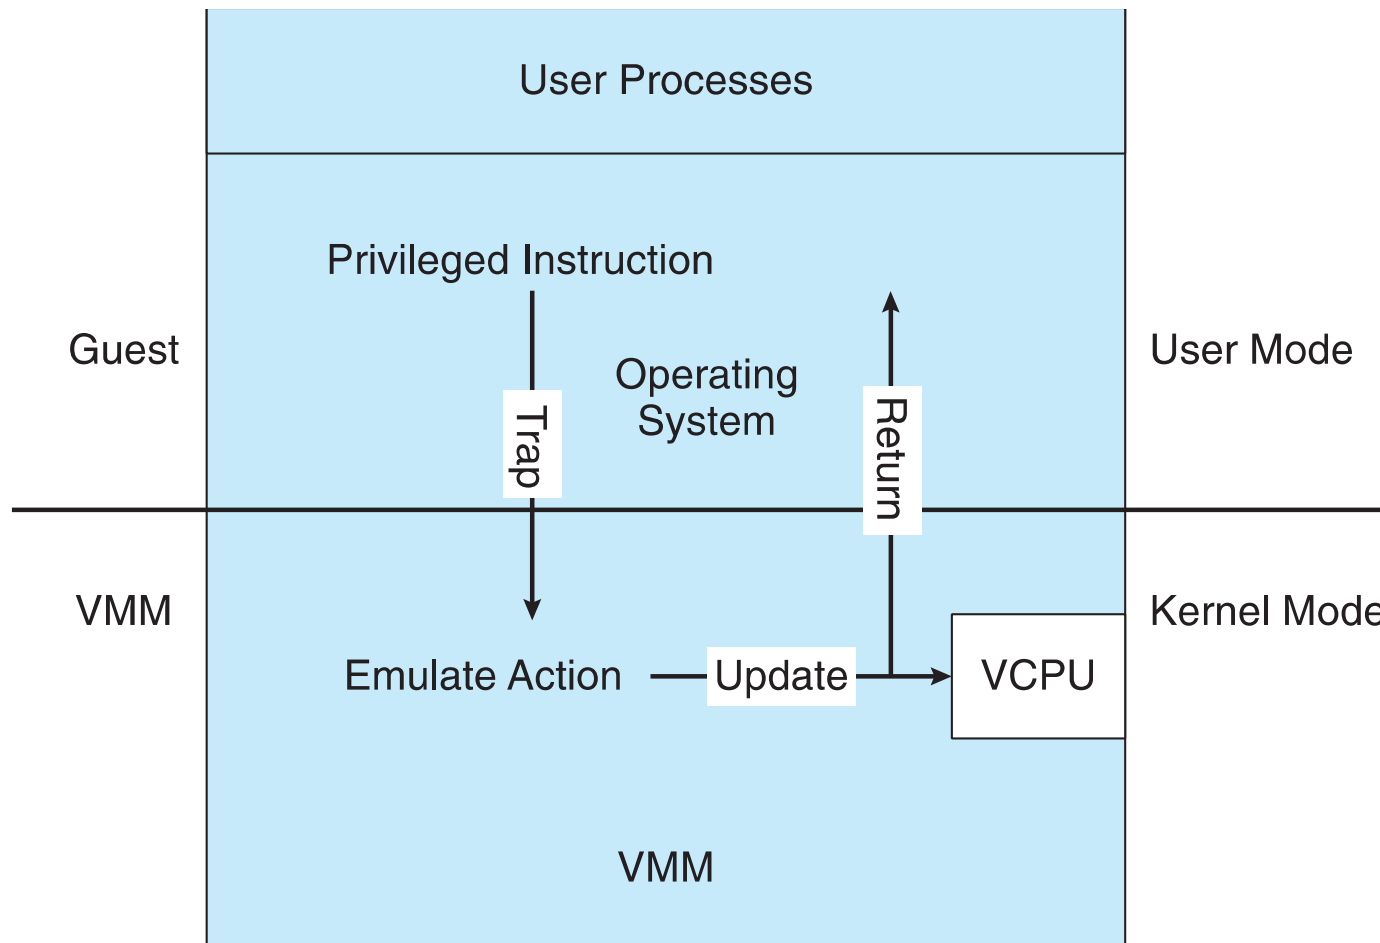 User Processes
Privileged Instruction
Guest
Operating
System
User Mode
Trap
Return
VMM
Kernel Mode
Emulate Action
Update
VCPU
VMM